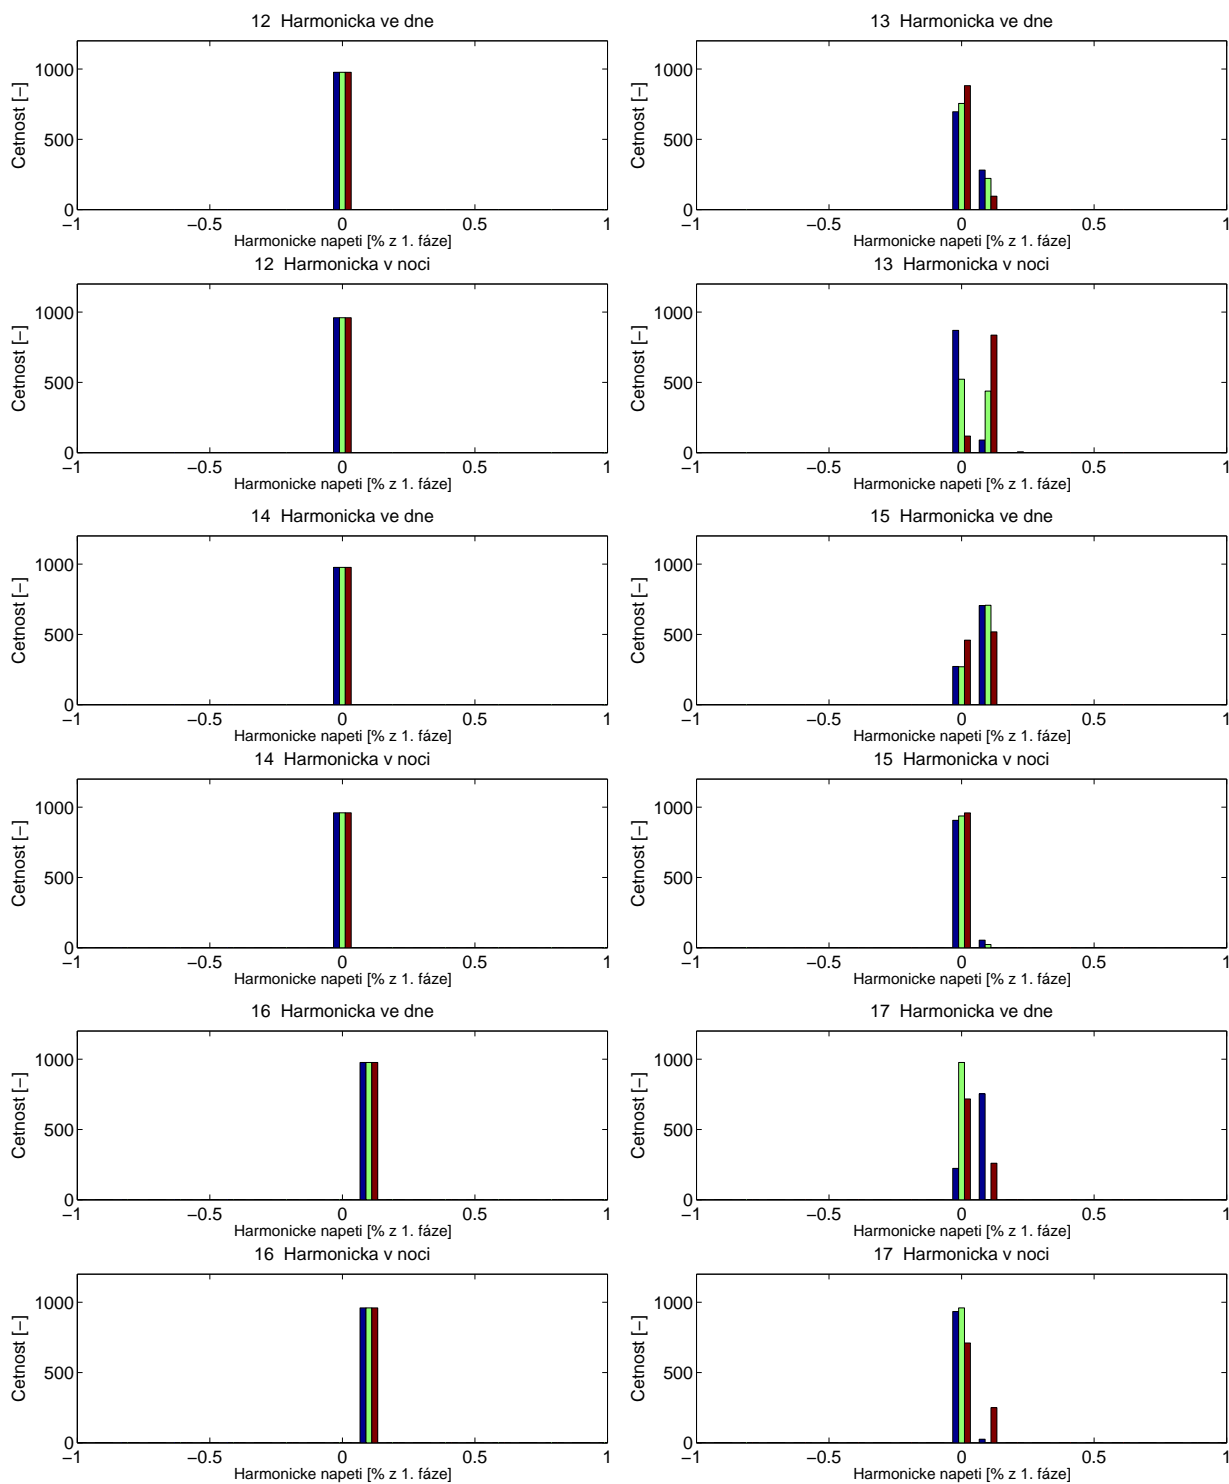 12 Harmonicka ve dne
Cetnost [−]
1000
500
0
−1 −0.5 0 0.5 1
Harmonicke napeti [% z 1. fáze]
13 Harmonicka ve dne
Cetnost [−]
1000
500
0
−1 −0.5 0 0.5 1
Harmonicke napeti [% z 1. fáze]
12 Harmonicka v noci
Cetnost [−]
1000
500
0
−1 −0.5 0 0.5 1
Harmonicke napeti [% z 1. fáze]
13 Harmonicka v noci
Cetnost [−]
1000
500
0
−1 −0.5 0 0.5 1
Harmonicke napeti [% z 1. fáze]
14 Harmonicka ve dne
Cetnost [−]
1000
500
0
−1 −0.5 0 0.5 1
Harmonicke napeti [% z 1. fáze]
15 Harmonicka ve dne
Cetnost [−]
1000
500
0
−1 −0.5 0 0.5 1
Harmonicke napeti [% z 1. fáze]
14 Harmonicka v noci
Cetnost [−]
1000
500
0
−1 −0.5 0 0.5 1
Harmonicke napeti [% z 1. fáze]
15 Harmonicka v noci
Cetnost [−]
1000
500
0
−1 −0.5 0 0.5 1
Harmonicke napeti [% z 1. fáze]
16 Harmonicka ve dne
Cetnost [−]
1000
500
0
−1 −0.5 0 0.5 1
Harmonicke napeti [% z 1. fáze]
17 Harmonicka ve dne
Cetnost [−]
1000
500
0
−1 −0.5 0 0.5 1
Harmonicke napeti [% z 1. fáze]
16 Harmonicka v noci
Cetnost [−]
1000
500
0
−1 −0.5 0 0.5 1
Harmonicke napeti [% z 1. fáze]
17 Harmonicka v noci
Cetnost [−]
1000
500
0
−1 −0.5 0 0.5 1
Harmonicke napeti [% z 1. fáze]